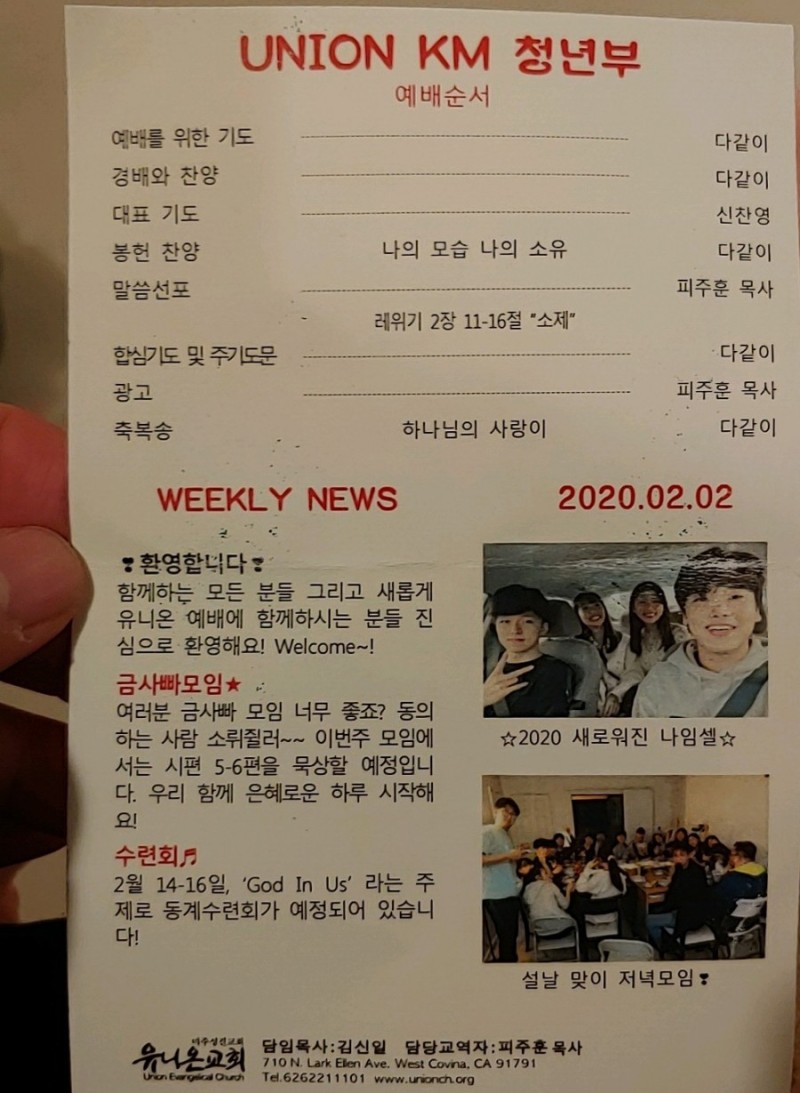 UNION KM 청년부
예배순서
예배를 위한 기도 다같이
경배와 찬양 다같이
대표 기도 신찬영
봉헌 찬양 나의 모습 나의 소유 다같이
말씀선포 피주훈 목사
레위기 2장 11-16절 "소제"
합심기도 및 주기도문 다같이
광고 피주훈 목사
축복송 하나님의 사랑이 다같이
WEEKLY NEWS 2020.02.02
❣환영합니다❣
함께하는 모든 분들 그리고 새롭게
유니온 예배에 함께하시는 분들 진
심으로 환영해요! Welcome~!
금사빠모임★
여러분 금사빠 모임 너무 좋죠? 동의
하는 사람 소뤼쥘러~~ 이번주 모임에
서는 시편 5-6편을 묵상할 예정입니
다. 우리 함께 은혜로운 하루 시작해
요!
수련회♬
2월 14-16일, ‘God In Us’ 라는 주
제로 동계수련회가 예정되어 있습니
다!
☆2020 새로워진 나임셀☆
설날 맞이 저녁모임❣
미주성결교회
유니온교회
Union Evangelical Church
담임목사:김신일 담당교역자:피주훈 목사
710 N. Lark Ellen Ave. West Covina, CA 91791
Tel.6262211101 www.unionch.org